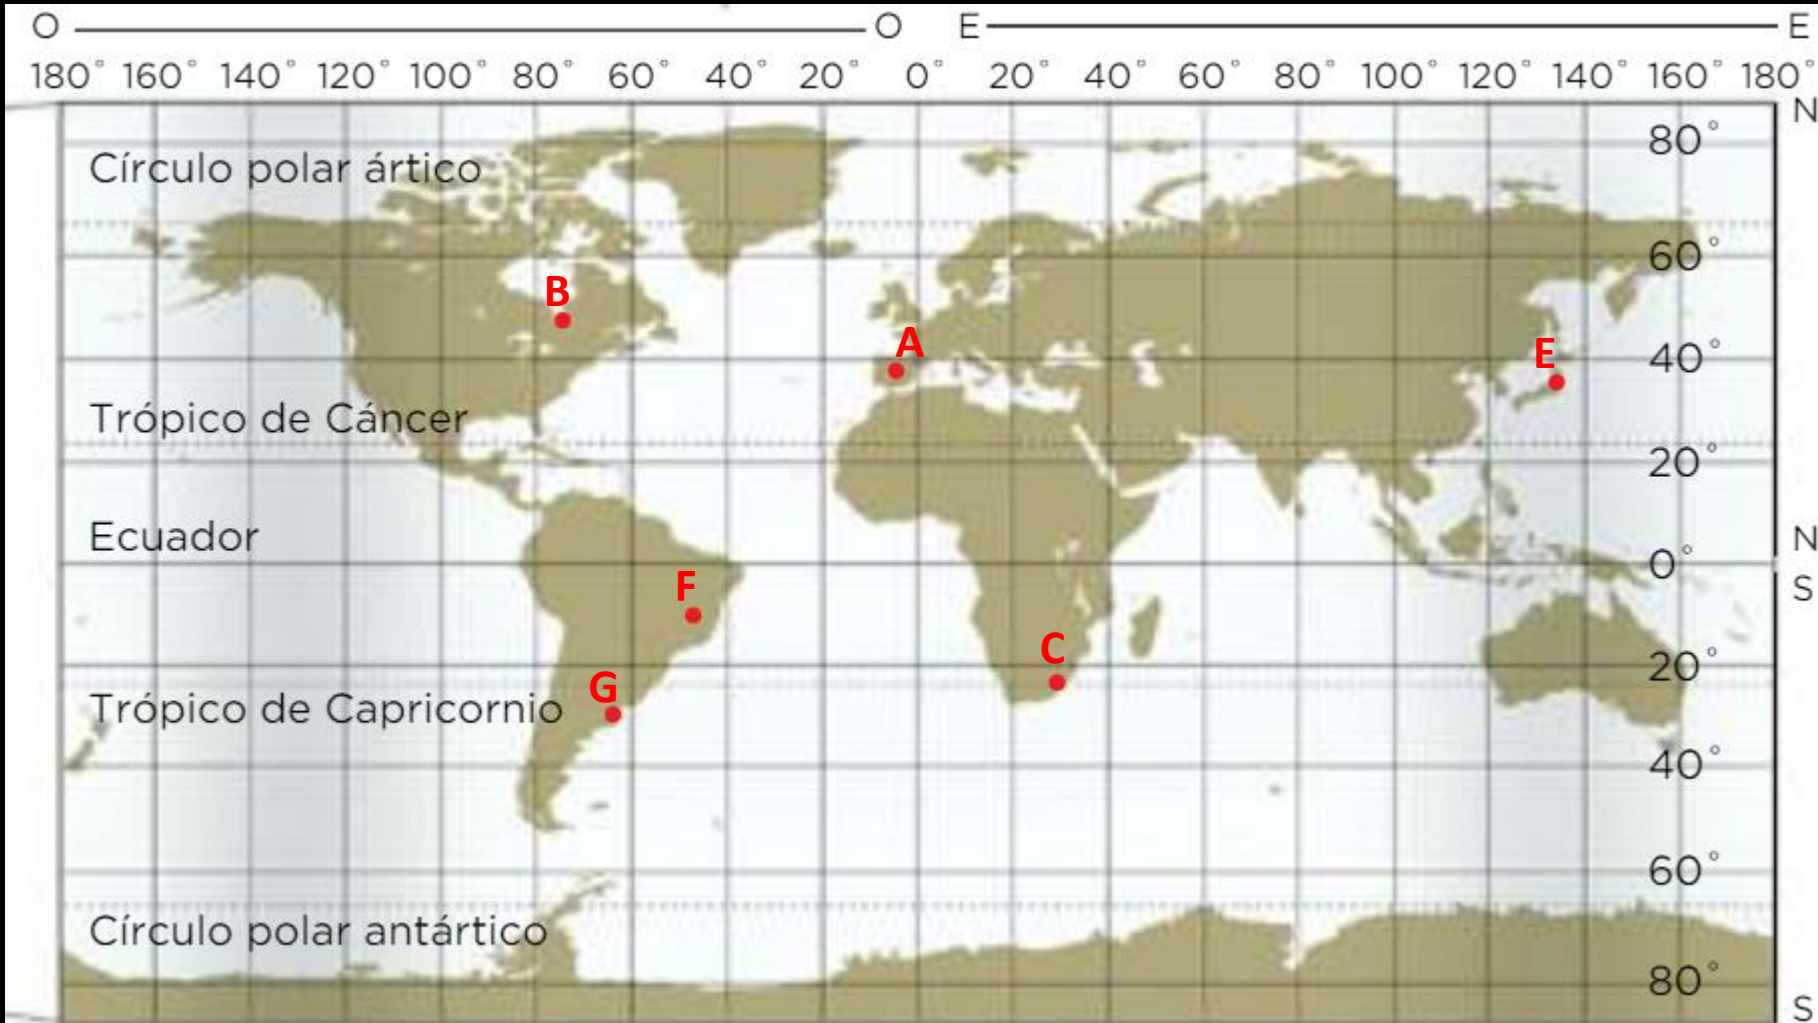 O O E E
180° 160° 140° 120° 100° 80° 60° 40° 20° 0° 20° 40° 60° 80° 100° 120° 140° 160° 180°
N
80°
Círculo polar ártico
60°
B
A
E
40°
Trópico de Cáncer
20°
Ecuador
N
0°
F
S
C
20°
G
Trópico de Capricornio
40°
60°
Círculo polar antártico
80°
S